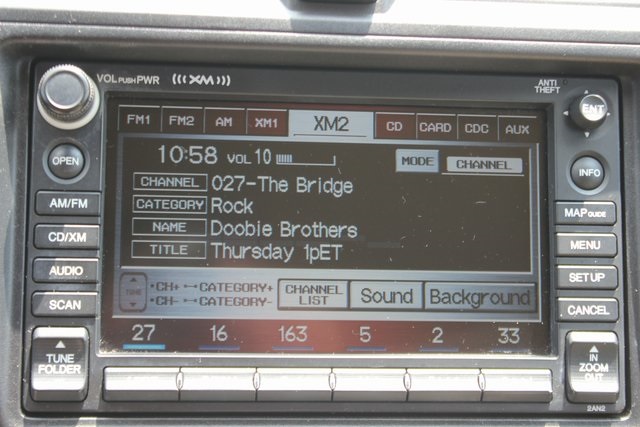 VOL PUSH PWR (((XM)))
ANTI THEFT
FM1 FM2 AM XM1 XM2 CD CARD CDC AUX
ENT
OPEN
10:58 VOL 10 MODE CHANNEL
INFO
CHANNEL 027-The Bridge
AM/FM
CATEGORY Rock
MAP GUIDE
CD/XM
NAME Doobie Brothers
MENU
TITLE Thursday 1pET
AUDIO
SETUP
TUNE
•CH+ •–CATEGORY+
•CH- •–CATEGORY-
CHANNEL LIST Sound Background
SCAN
CANCEL
27 16 163 5 2 33
TUNE FOLDER
IN ZOOM OUT
2AN2